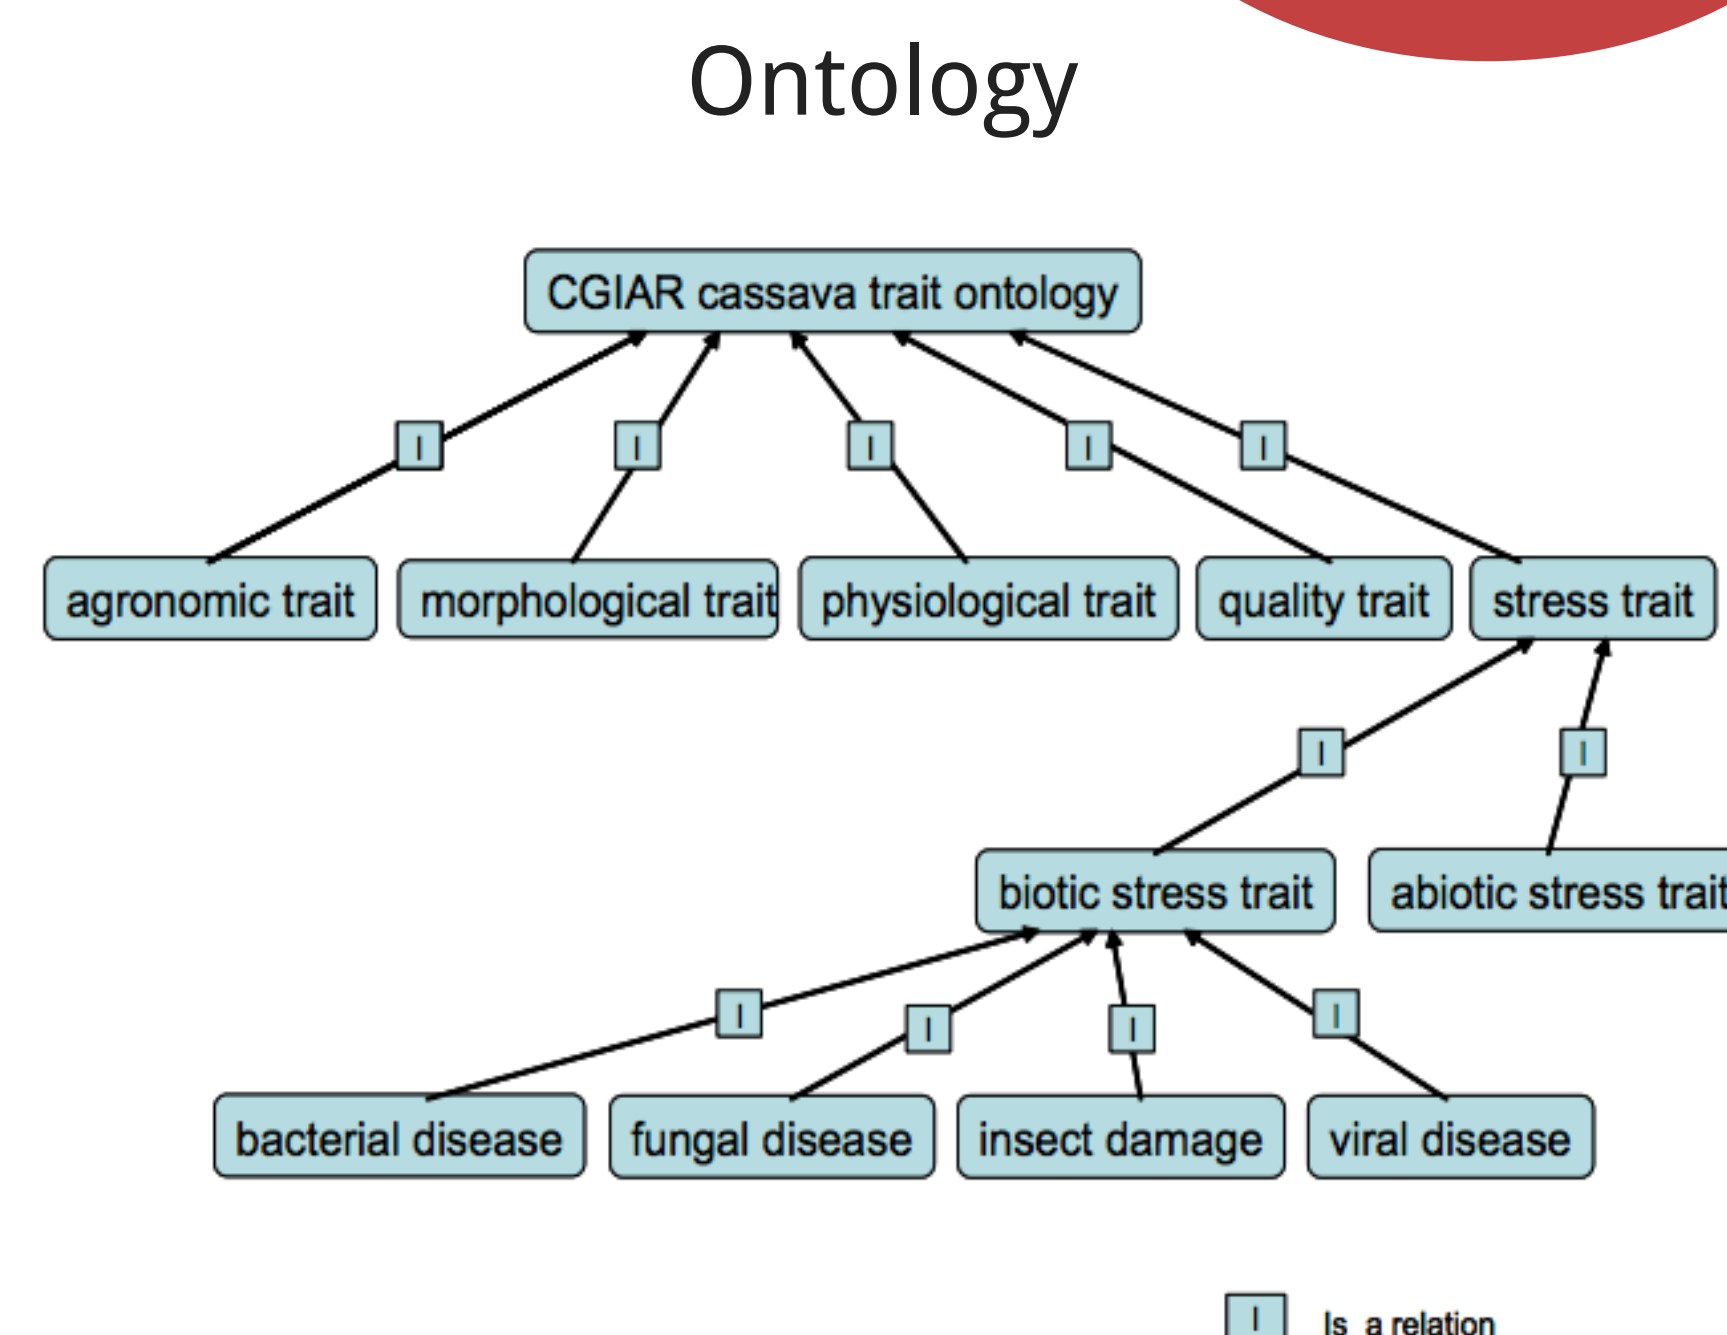 Ontology
CGIAR cassava trait ontology
I I I I I
agronomic trait morphological trait physiological trait quality trait stress trait
I I
biotic stress trait abiotic stress trait
I I I I
bacterial disease fungal disease insect damage viral disease
I Is_a relation